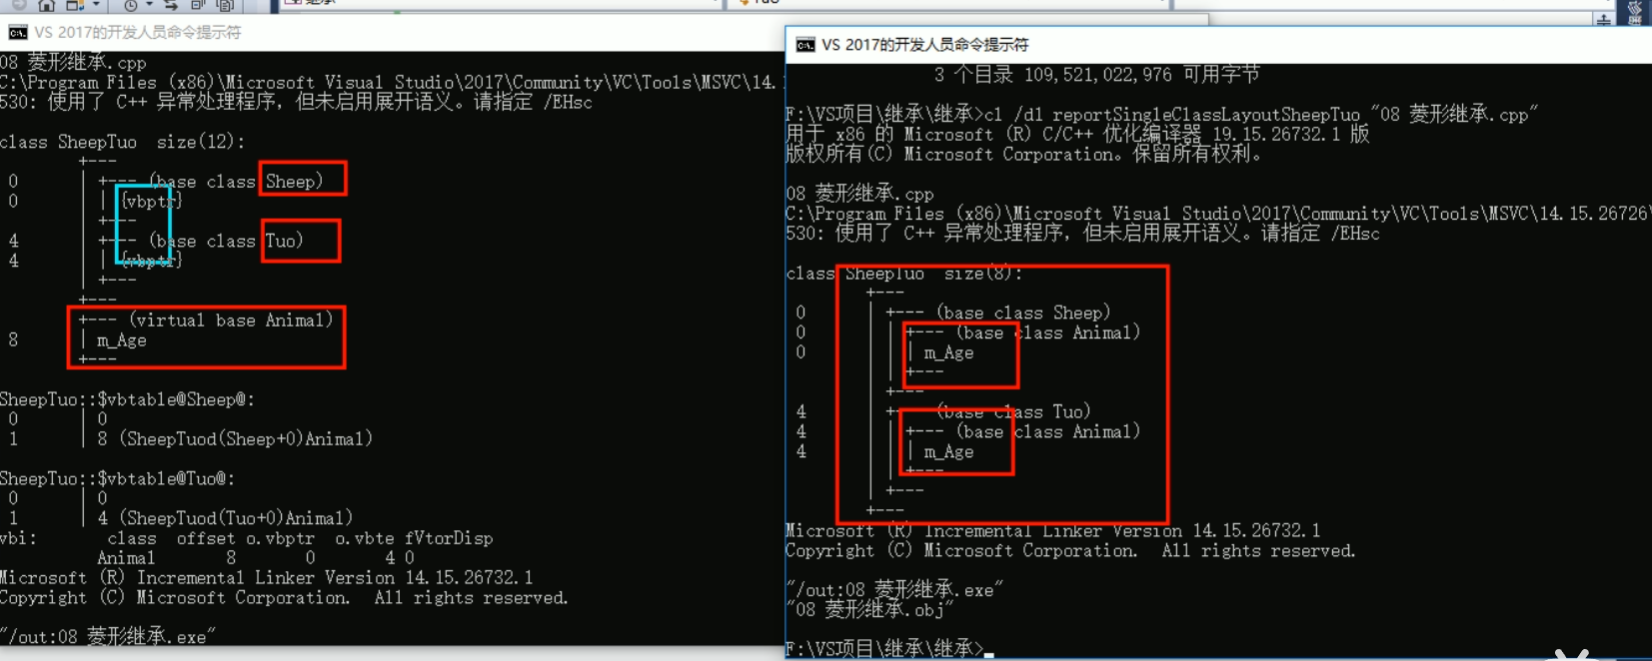 VS 2017的开发人员命令提示符
08 菱形继承.cpp
C:\Program Files (x86)\Microsoft Visual Studio\2017\Community\VC\Tools\MSVC\14.
530: 使用了 C++ 异常处理程序，但未启用展开语义。请指定 /EHsc
class SheepTuo  size(12):
+---
0 | +--- (base class Sheep)
0 | | {vbptr}
| +---
4 | +--- (base class Tuo)
4 | | {vbptr}
| +---
+---
+--- (virtual base Animal)
8 | m_Age
+---
SheepTuo::$vbtable@Sheep@:
0 | 0
1 | 8 (SheepTuod(Sheep+0)Animal)
SheepTuo::$vbtable@Tuo@:
0 | 0
1 | 4 (SheepTuod(Tuo+0)Animal)
vbi: class offset o.vbptr o.vbte fVtorDisp
Animal 8 0 4 0
Microsoft (R) Incremental Linker Version 14.15.26732.1
Copyright (C) Microsoft Corporation.  All rights reserved.
"/out:08 菱形继承.exe"
VS 2017的开发人员命令提示符
3 个目录 109,521,022,976 可用字节
F:\VS项目\继承\继承>cl /d1 reportSingleClassLayoutSheepTuo "08 菱形继承.cpp"
用于 x86 的 Microsoft (R) C/C++ 优化编译器 19.15.26732.1 版
版权所有(C) Microsoft Corporation。保留所有权利。
08 菱形继承.cpp
C:\Program Files (x86)\Microsoft Visual Studio\2017\Community\VC\Tools\MSVC\14.15.26726\
530: 使用了 C++ 异常处理程序，但未启用展开语义。请指定 /EHsc
class SheepTuo  size(8):
+---
0 | +--- (base class Sheep)
0 | | +--- (base class Animal)
0 | | | m_Age
| | +---
| +---
4 | +--- (base class Tuo)
4 | | +--- (base class Animal)
4 | | | m_Age
| | +---
| +---
+---
Microsoft (R) Incremental Linker Version 14.15.26732.1
Copyright (C) Microsoft Corporation.  All rights reserved.
"/out:08 菱形继承.exe"
"08 菱形继承.obj"
F:\VS项目\继承\继承>